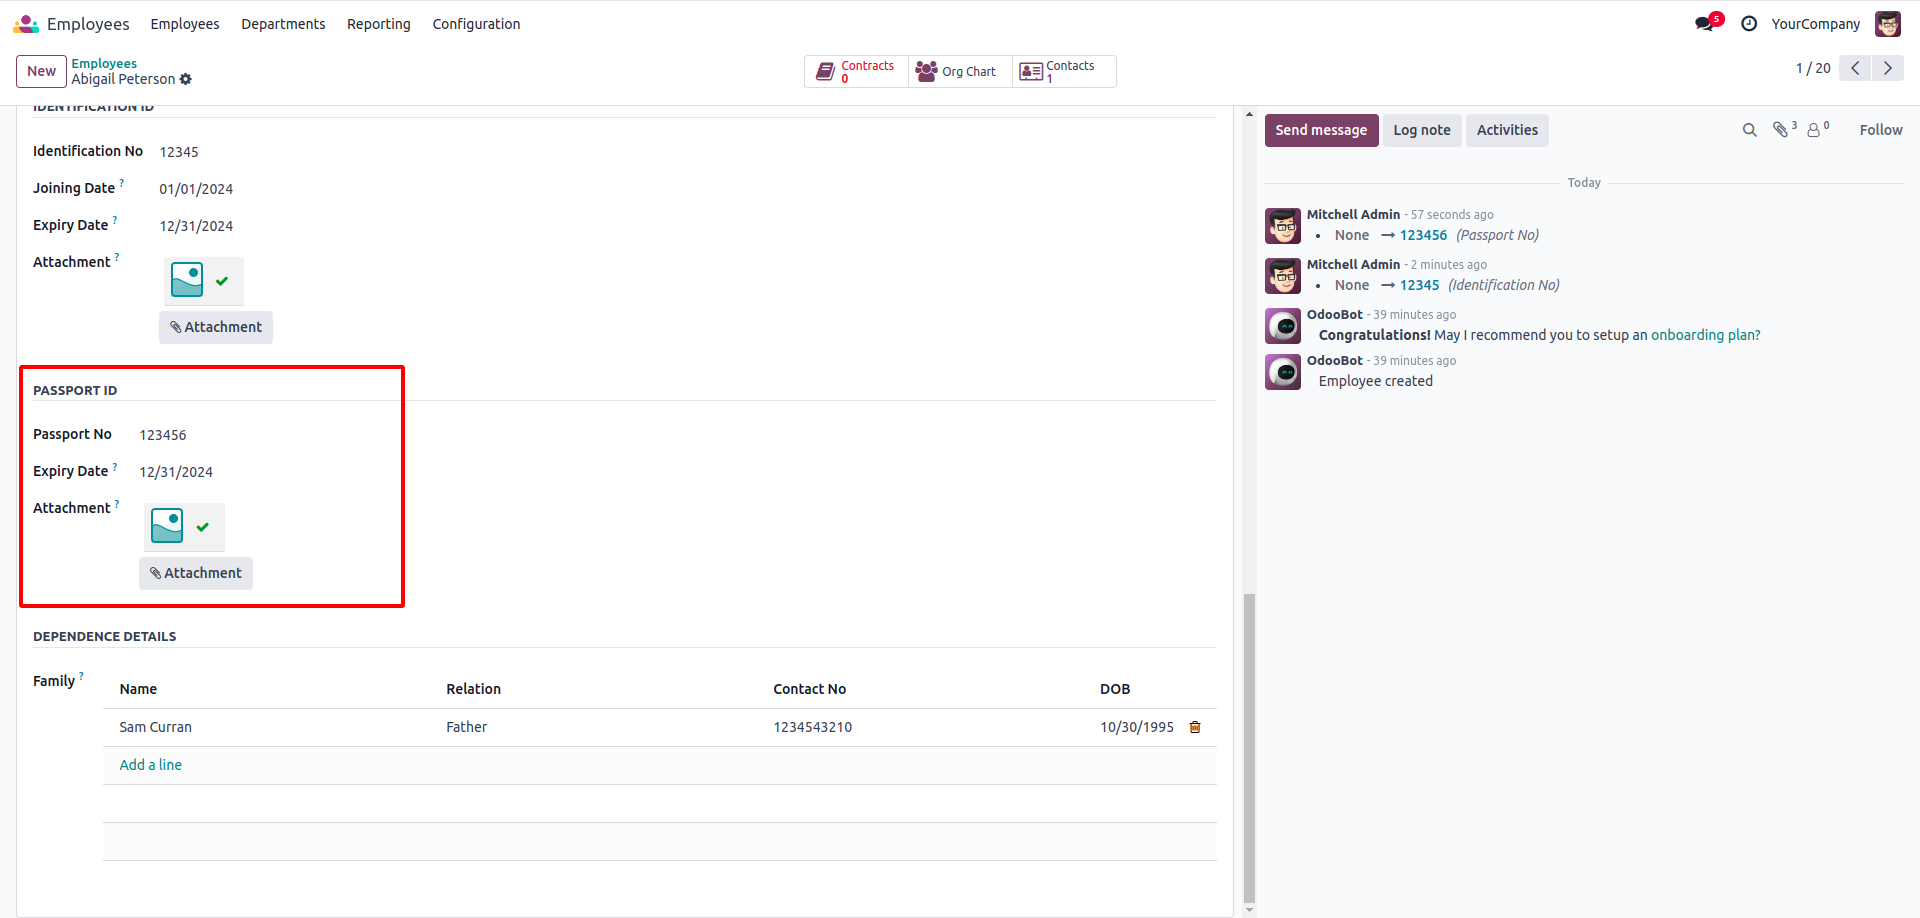 Employees Employees Departments Reporting Configuration 5 YourCompany
New Employees
Abigail Peterson
Contracts
0
Org Chart
Contacts
1
1 / 20
IDENTIFICATION ID
Identification No 12345
Joining Date ? 01/01/2024
Expiry Date ? 12/31/2024
Attachment ?
Attachment
PASSPORT ID
Passport No 123456
Expiry Date ? 12/31/2024
Attachment ?
Attachment
DEPENDENCE DETAILS
Family ?
Name Relation Contact No DOB
Sam Curran Father 1234543210 10/30/1995
Add a line
Send message Log note Activities 3 0 Follow
Today
Mitchell Admin - 57 seconds ago
• None → 123456 (Passport No)
Mitchell Admin - 2 minutes ago
• None → 12345 (Identification No)
OdooBot - 39 minutes ago
Congratulations! May I recommend you to setup an onboarding plan?
OdooBot - 39 minutes ago
Employee created